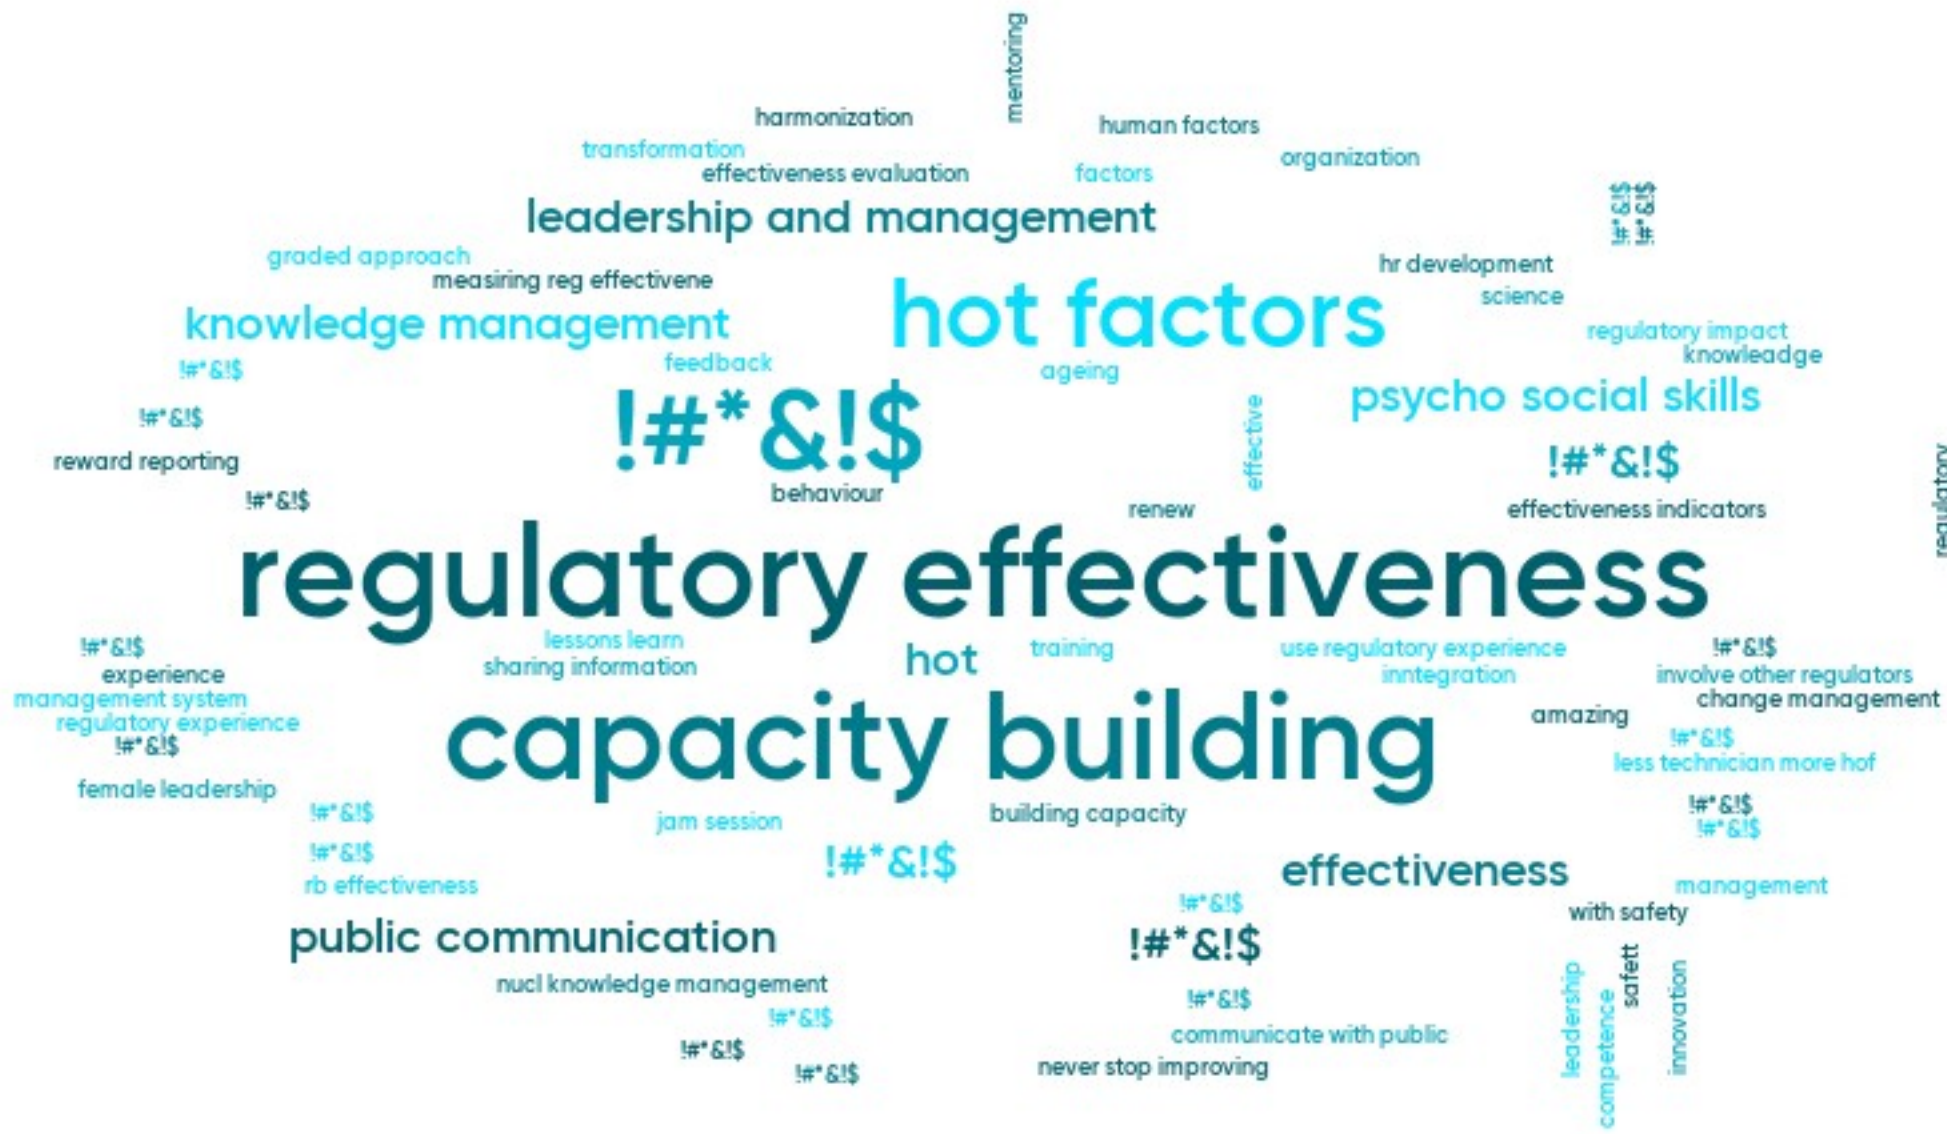 mentoring
harmonization
human factors
transformation
organization
effectiveness evaluation
factors
!#*&!$
!#*&!$
leadership and management
graded approach
hr development
measiring reg effectivene
science
hot factors
knowledge management
regulatory impact
knowleadge
feedback
!#*&!$
ageing
psycho social skills
!#*&!$
!#*&!$
effective
reward reporting
!#*&!$
regulatory
behaviour
!#*&!$
renew
effectiveness indicators
regulatory effectiveness
lessons learn
!#*&!$
training
use regulatory experience
!#*&!$
hot
sharing information
experience
inntegration
involve other regulators
management system
change management
regulatory experience
amazing
capacity building
!#*&!$
!#*&!$
less technician more hof
female leadership
!#*&!$
!#*&!$
building capacity
jam session
!#*&!$
!#*&!$
!#*&!$
effectiveness
rb effectiveness
management
!#*&!$
with safety
public communication
!#*&!$
safett
nucl knowledge management
!#*&!$
leadership
innovation
!#*&!$
communicate with public
competence
!#*&!$
never stop improving
!#*&!$